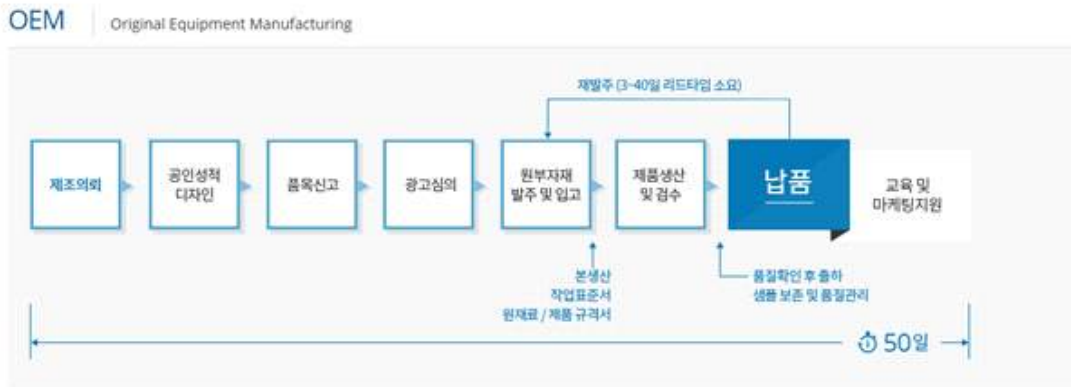 OEM
Original Equipment Manufacturing
재발주 (3~40일 리드타임 소요)
제조의뢰
공인성적
디자인
품목신고
광고심의
원부자재
발주 및 입고
제품생산
및 검수
납품
교육 및
마케팅지원
본생산
작업표준서
원재료 / 제품 규격서
품질확인 후 출하
샘플 보존 및 품질관리
50일